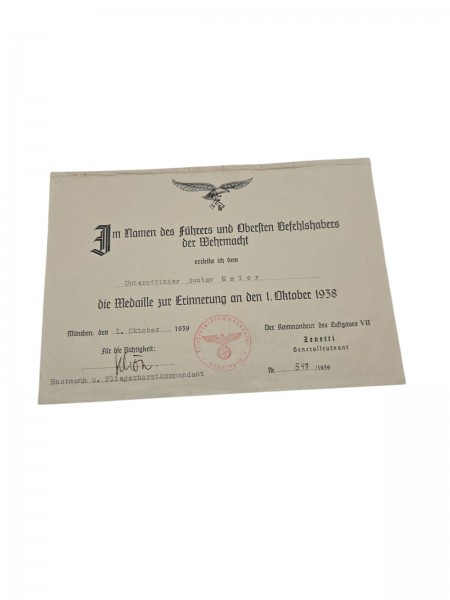 Im Namen des Führers und Obersten Befehlshabers
der Wehrmacht
verleihe ich dem
Unteroffizier Gustav Maier
die Medaille zur Erinnerung an den 1. Oktober 1938
München, den 1. Oktober 1939
Der Kommandeur des Luftgaues VII
Für die Richtigkeit:
Zenetti
Generalleutnant
Hauptmann u. Fliegerhorstkommandant
Nr. 547 /1939